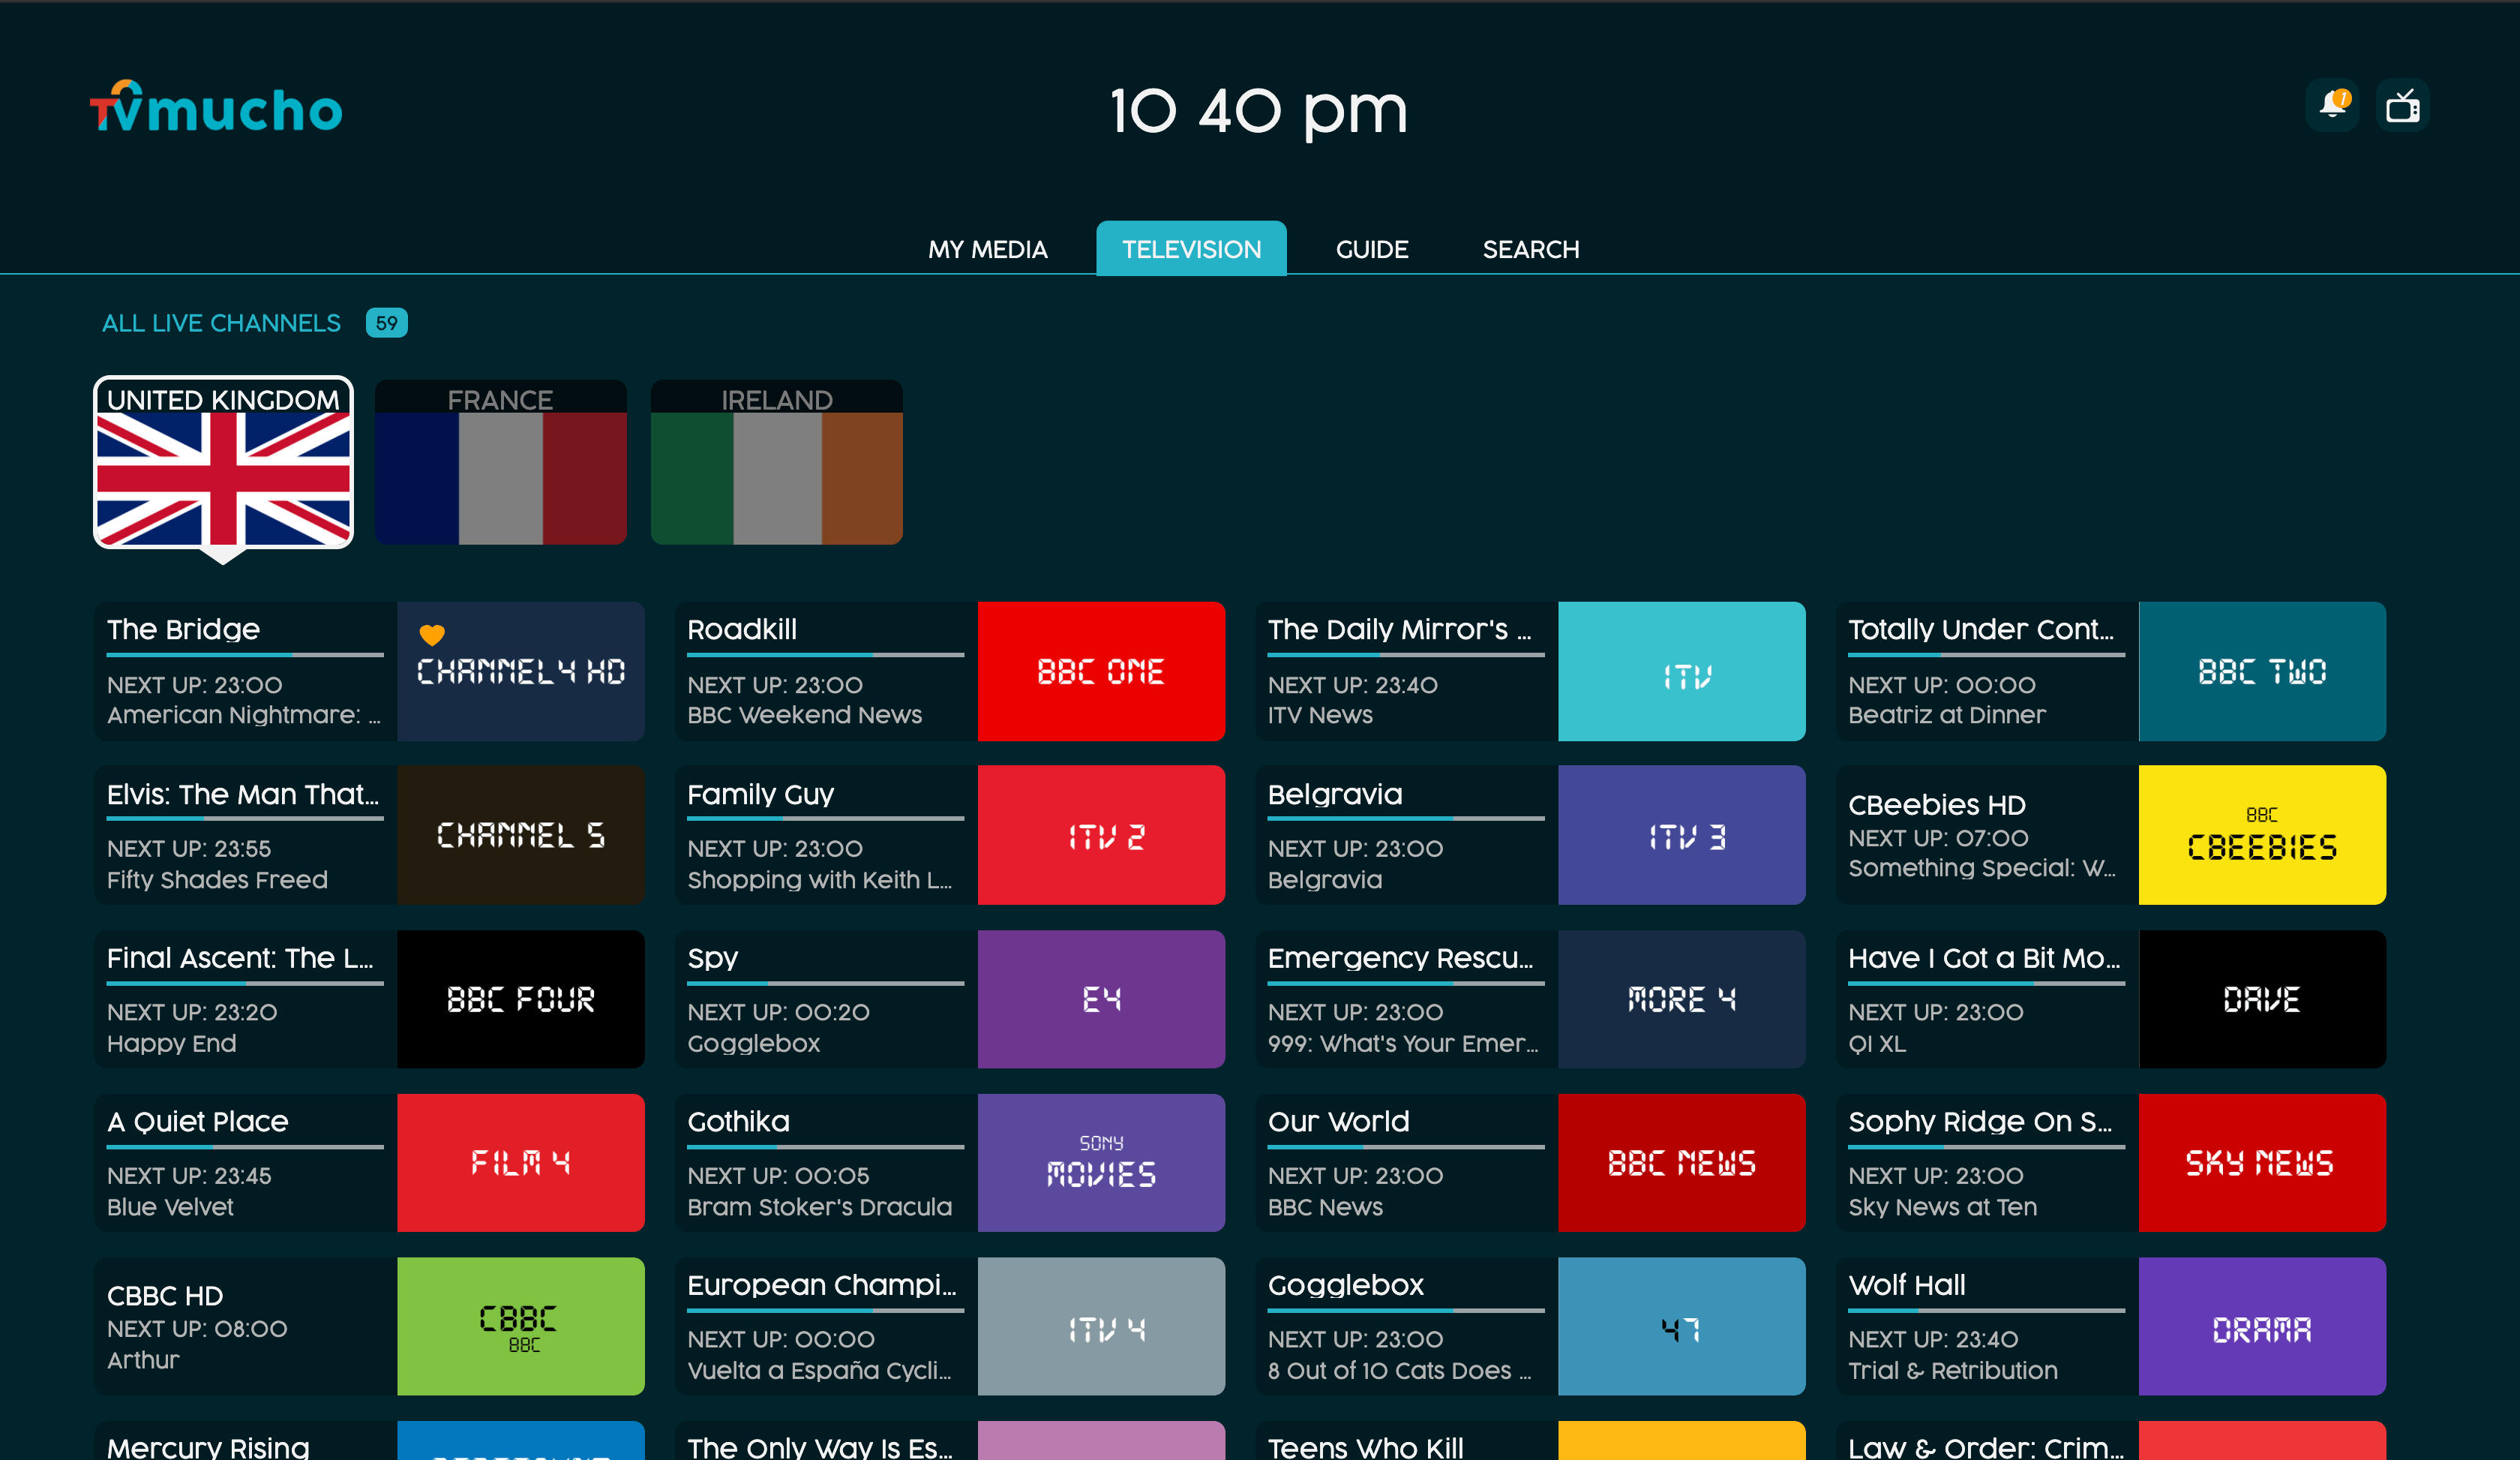 TVmucho
10 40 pm
1
MY MEDIA
TELEVISION
GUIDE
SEARCH
ALL LIVE CHANNELS 59
UNITED KINGDOM
FRANCE
IRELAND
The Bridge
NEXT UP: 23:00
American Nightmare: ...
CHANNEL4 HD
Roadkill
NEXT UP: 23:00
BBC Weekend News
BBC ONE
The Daily Mirror's ...
NEXT UP: 23:40
ITV News
ITV
Totally Under Cont...
NEXT UP: 00:00
Beatriz at Dinner
BBC TWO
Elvis: The Man That...
NEXT UP: 23:55
Fifty Shades Freed
CHANNEL 5
Family Guy
NEXT UP: 23:00
Shopping with Keith L...
ITV 2
Belgravia
NEXT UP: 23:00
Belgravia
ITV 3
CBeebies HD
NEXT UP: 07:00
Something Special: W...
BBC
CBEEBIES
Final Ascent: The L...
NEXT UP: 23:20
Happy End
BBC FOUR
Spy
NEXT UP: 00:20
Gogglebox
E4
Emergency Rescu...
NEXT UP: 23:00
999: What's Your Emer...
MORE 4
Have I Got a Bit Mo...
NEXT UP: 23:00
QI XL
DAVE
A Quiet Place
NEXT UP: 23:45
Blue Velvet
FILM 4
Gothika
NEXT UP: 00:05
Bram Stoker's Dracula
SONY
MOVIES
Our World
NEXT UP: 23:00
BBC News
BBC NEWS
Sophy Ridge On S...
NEXT UP: 23:00
Sky News at Ten
SKY NEWS
CBBC HD
NEXT UP: 08:00
Arthur
CBBC
BBC
European Champi...
NEXT UP: 00:00
Vuelta a España Cycli...
ITV 4
Gogglebox
NEXT UP: 23:00
8 Out of 10 Cats Does ...
47
Wolf Hall
NEXT UP: 23:40
Trial & Retribution
DRAMA
Mercury Rising
The Only Way Is Es...
Teens Who Kill
Law & Order: Crim...